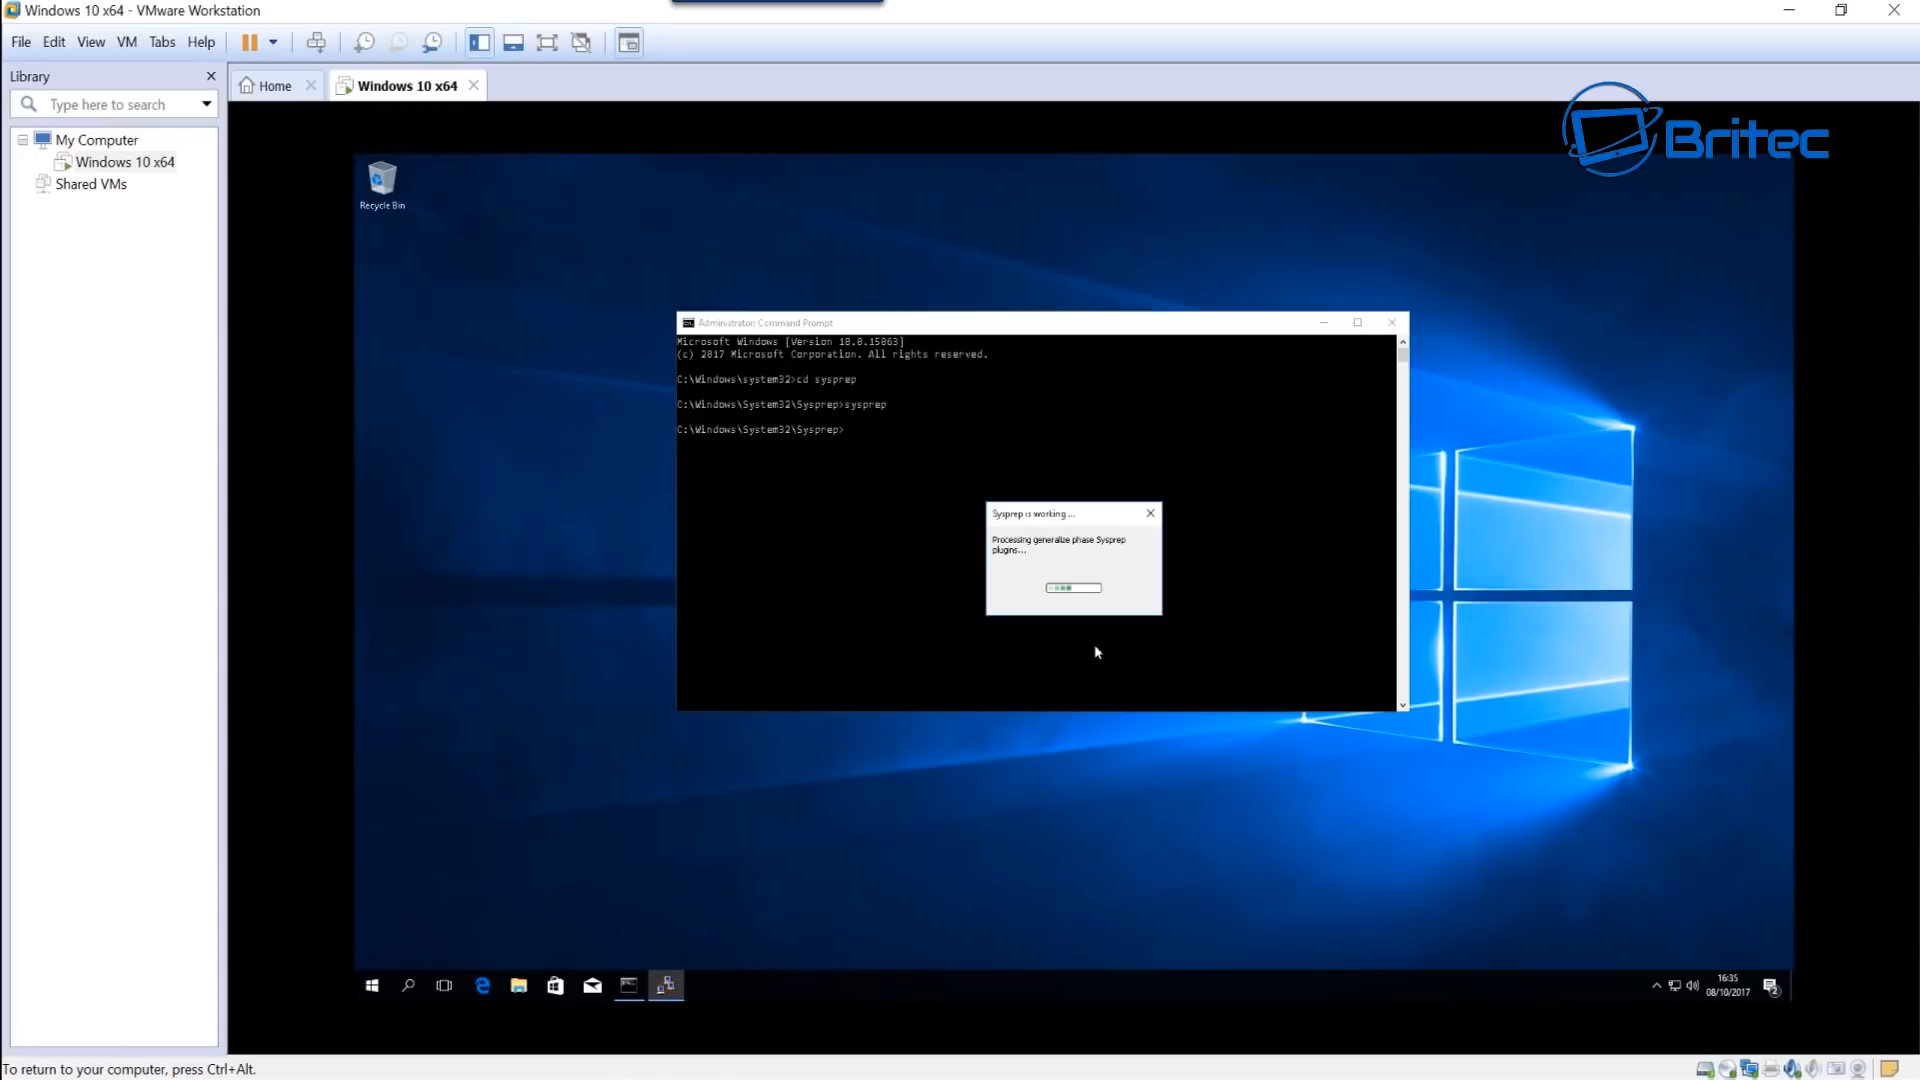 Windows 10 x64 - VMware Workstation
File Edit View VM Tabs Help
Library
Type here to search
My Computer
Windows 10 x64
Shared VMs
Home
Windows 10 x64
Britec
Recycle Bin
Administrator: Command Prompt
Microsoft Windows [Version 10.0.15063]
(c) 2017 Microsoft Corporation. All rights reserved.
C:\Windows\system32>cd sysprep
C:\Windows\System32\Sysprep>sysprep
C:\Windows\System32\Sysprep>
Sysprep is working ...
Processing generalize phase Sysprep
plugins...
16:35
08/10/2017
2
To return to your computer, press Ctrl+Alt.